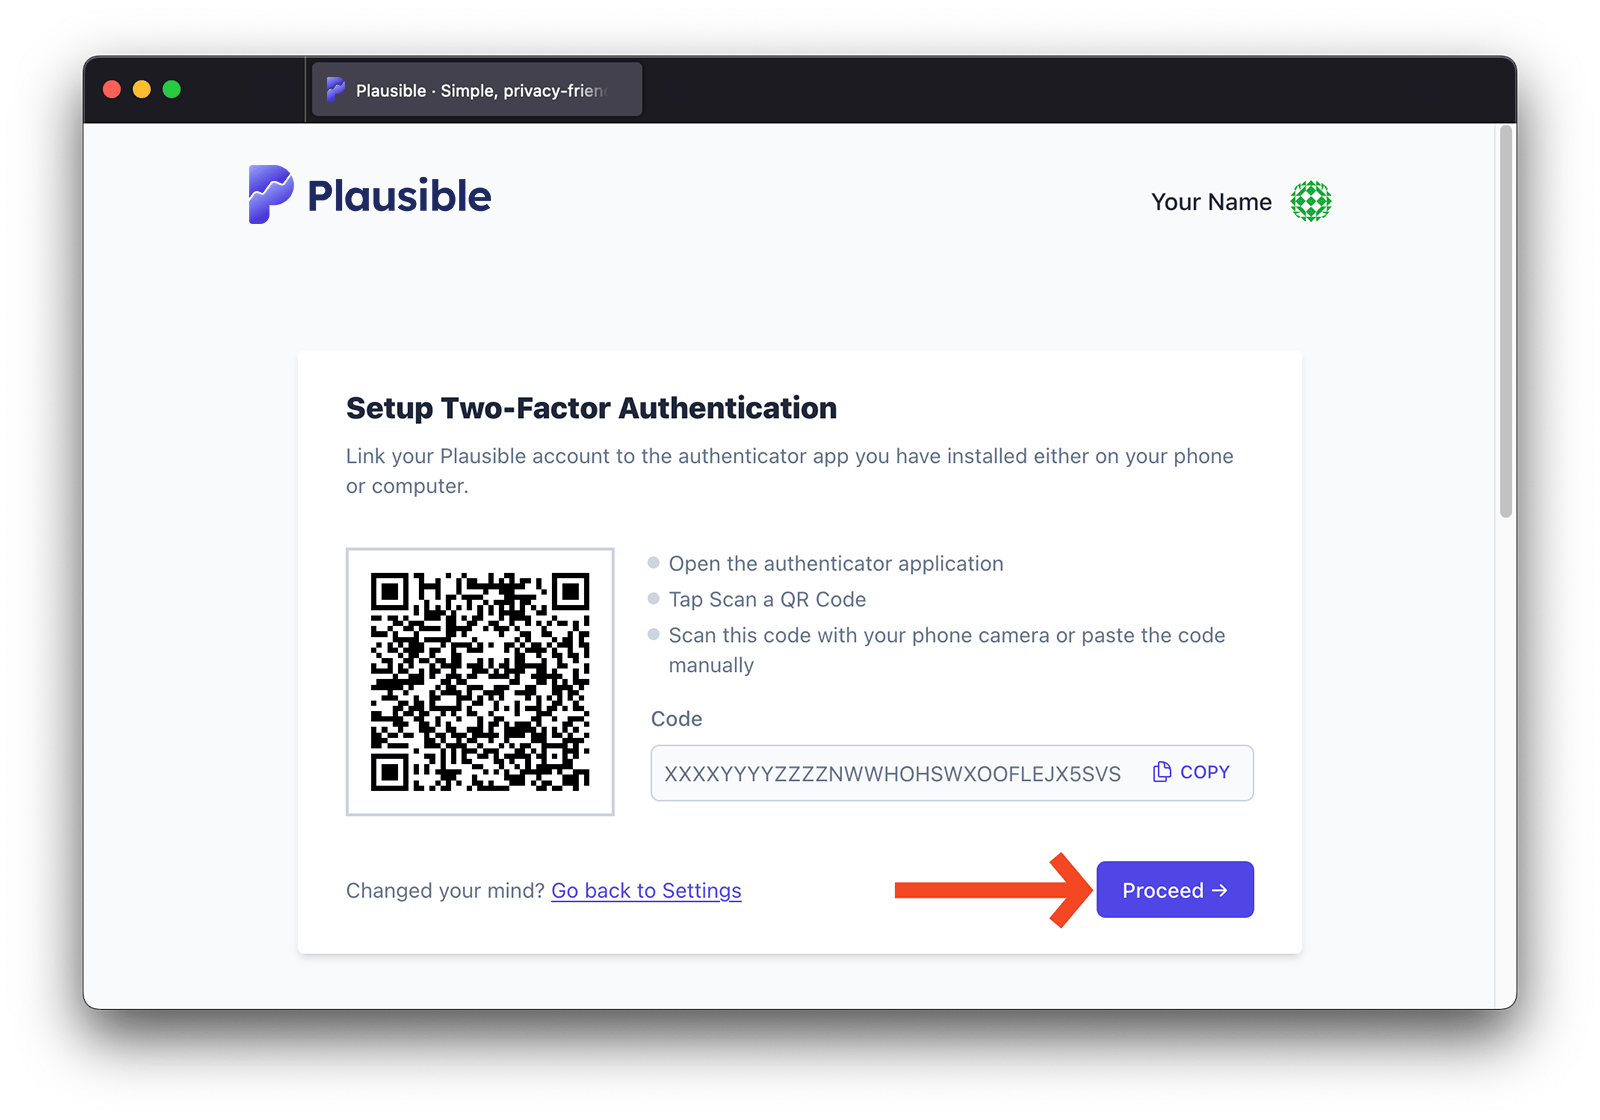 Plausible · Simple, privacy-frien
Plausible
Your Name
Setup Two-Factor Authentication
Link your Plausible account to the authenticator app you have installed either on your phone
or computer.
Open the authenticator application
Tap Scan a QR Code
Scan this code with your phone camera or paste the code
manually
Code
XXXXYYYYZZZZNWWHOHSWXOOFLEJX5SVS COPY
Changed your mind? Go back to Settings
Proceed →